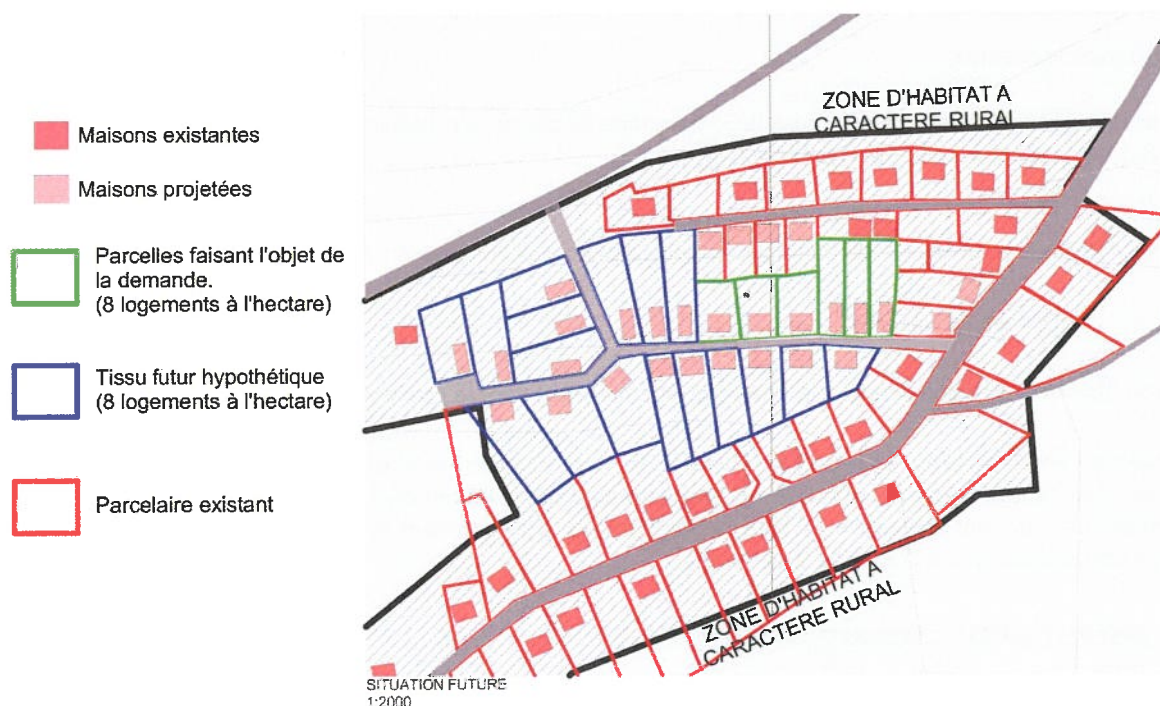 Maisons existantes
Maisons projetées
Parcelles faisant l'objet de
la demande.
(8 logements à l'hectare)
Tissu futur hypothétique
(8 logements à l'hectare)
Parcellaire existant
ZONE D'HABITAT A
CARACTERE RURAL
ZONE D'HABITAT A
CARACTERE RURAL
SITUATION FUTURE
1:2000